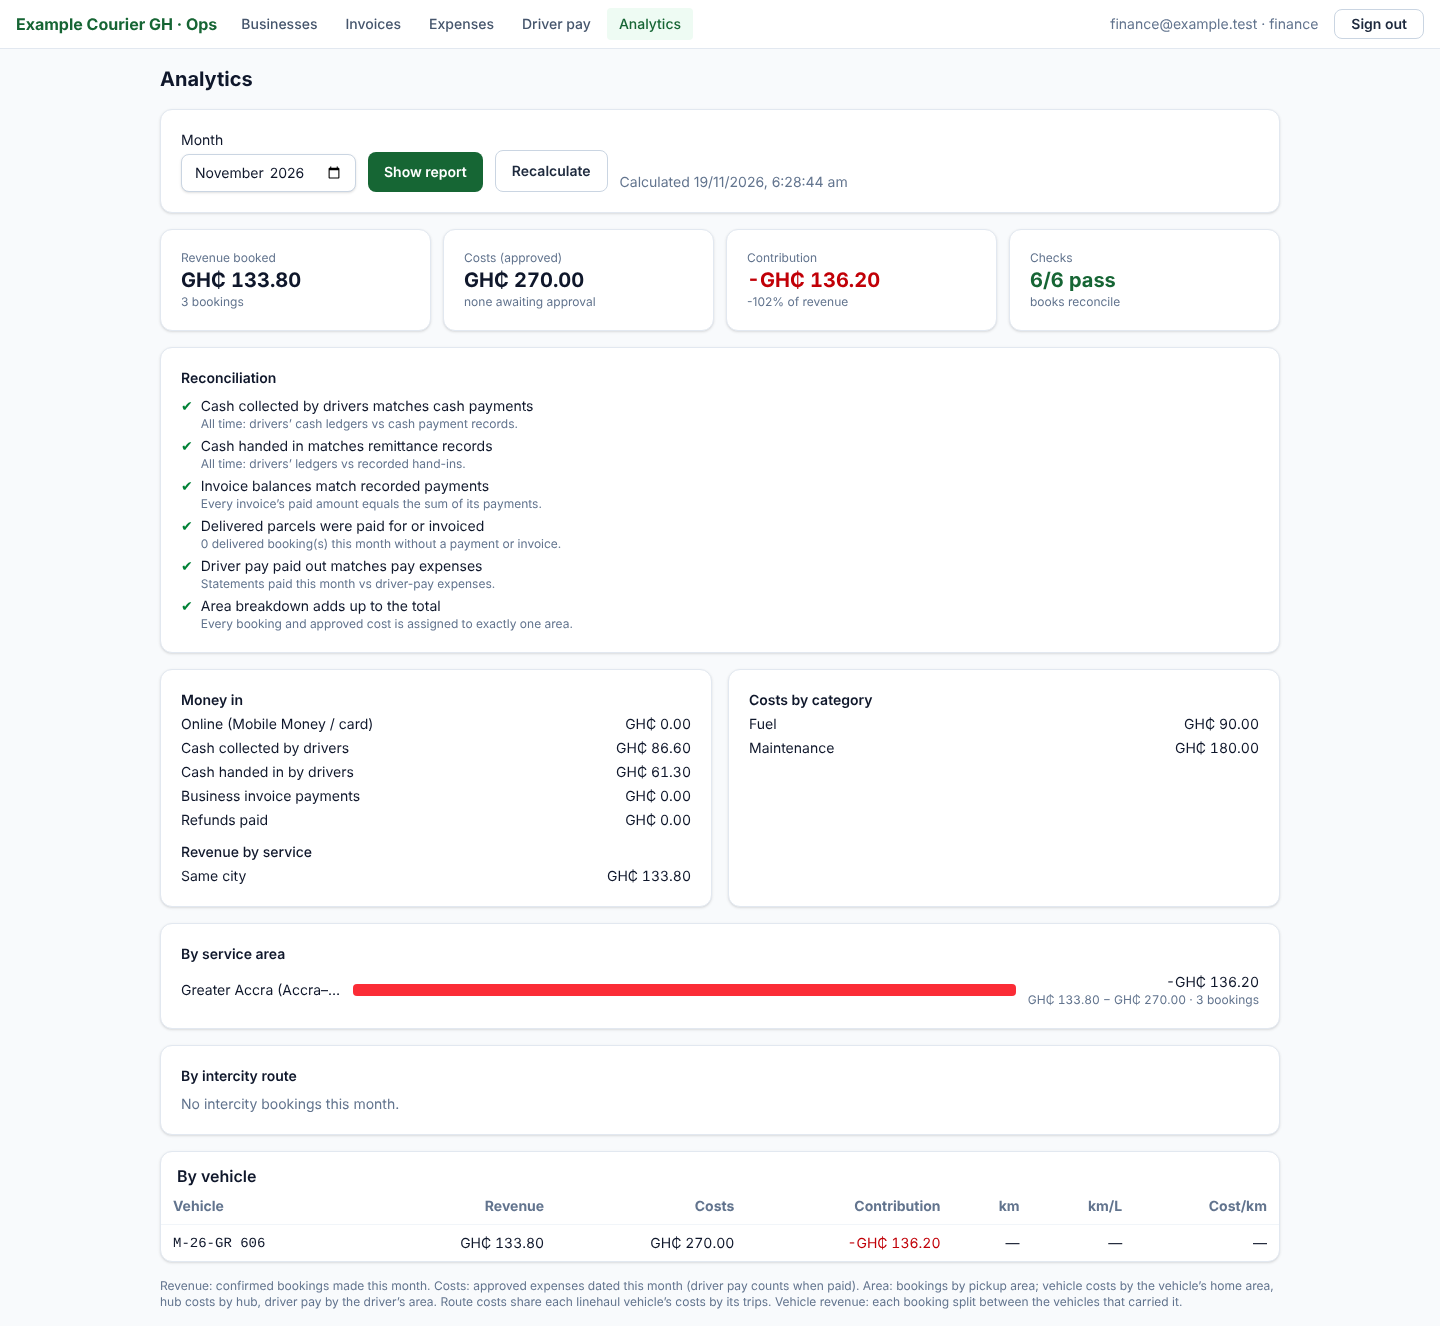 Example Courier GH · Ops Businesses Invoices Expenses Driver pay Analytics finance@example.test · finance Sign out
Analytics
Month
November 2026 Show report Recalculate Calculated 19/11/2026, 6:28:44 am
Revenue booked
GH₵ 133.80
3 bookings
Costs (approved)
GH₵ 270.00
none awaiting approval
Contribution
-GH₵ 136.20
-102% of revenue
Checks
6/6 pass
books reconcile
Reconciliation
✔ Cash collected by drivers matches cash payments
All time: drivers’ cash ledgers vs cash payment records.
✔ Cash handed in matches remittance records
All time: drivers’ ledgers vs recorded hand-ins.
✔ Invoice balances match recorded payments
Every invoice’s paid amount equals the sum of its payments.
✔ Delivered parcels were paid for or invoiced
0 delivered booking(s) this month without a payment or invoice.
✔ Driver pay paid out matches pay expenses
Statements paid this month vs driver-pay expenses.
✔ Area breakdown adds up to the total
Every booking and approved cost is assigned to exactly one area.
Money in
Online (Mobile Money / card) GH₵ 0.00
Cash collected by drivers GH₵ 86.60
Cash handed in by drivers GH₵ 61.30
Business invoice payments GH₵ 0.00
Refunds paid GH₵ 0.00
Revenue by service
Same city GH₵ 133.80
Costs by category
Fuel GH₵ 90.00
Maintenance GH₵ 180.00
By service area
Greater Accra (Accra–... -GH₵ 136.20
GH₵ 133.80 − GH₵ 270.00 · 3 bookings
By intercity route
No intercity bookings this month.
By vehicle
Vehicle Revenue Costs Contribution km km/L Cost/km
M-26-GR 606 GH₵ 133.80 GH₵ 270.00 -GH₵ 136.20 — — —
Revenue: confirmed bookings made this month. Costs: approved expenses dated this month (driver pay counts when paid). Area: bookings by pickup area; vehicle costs by the vehicle’s home area,
hub costs by hub, driver pay by the driver’s area. Route costs share each linehaul vehicle’s costs by its trips. Vehicle revenue: each booking split between the vehicles that carried it.